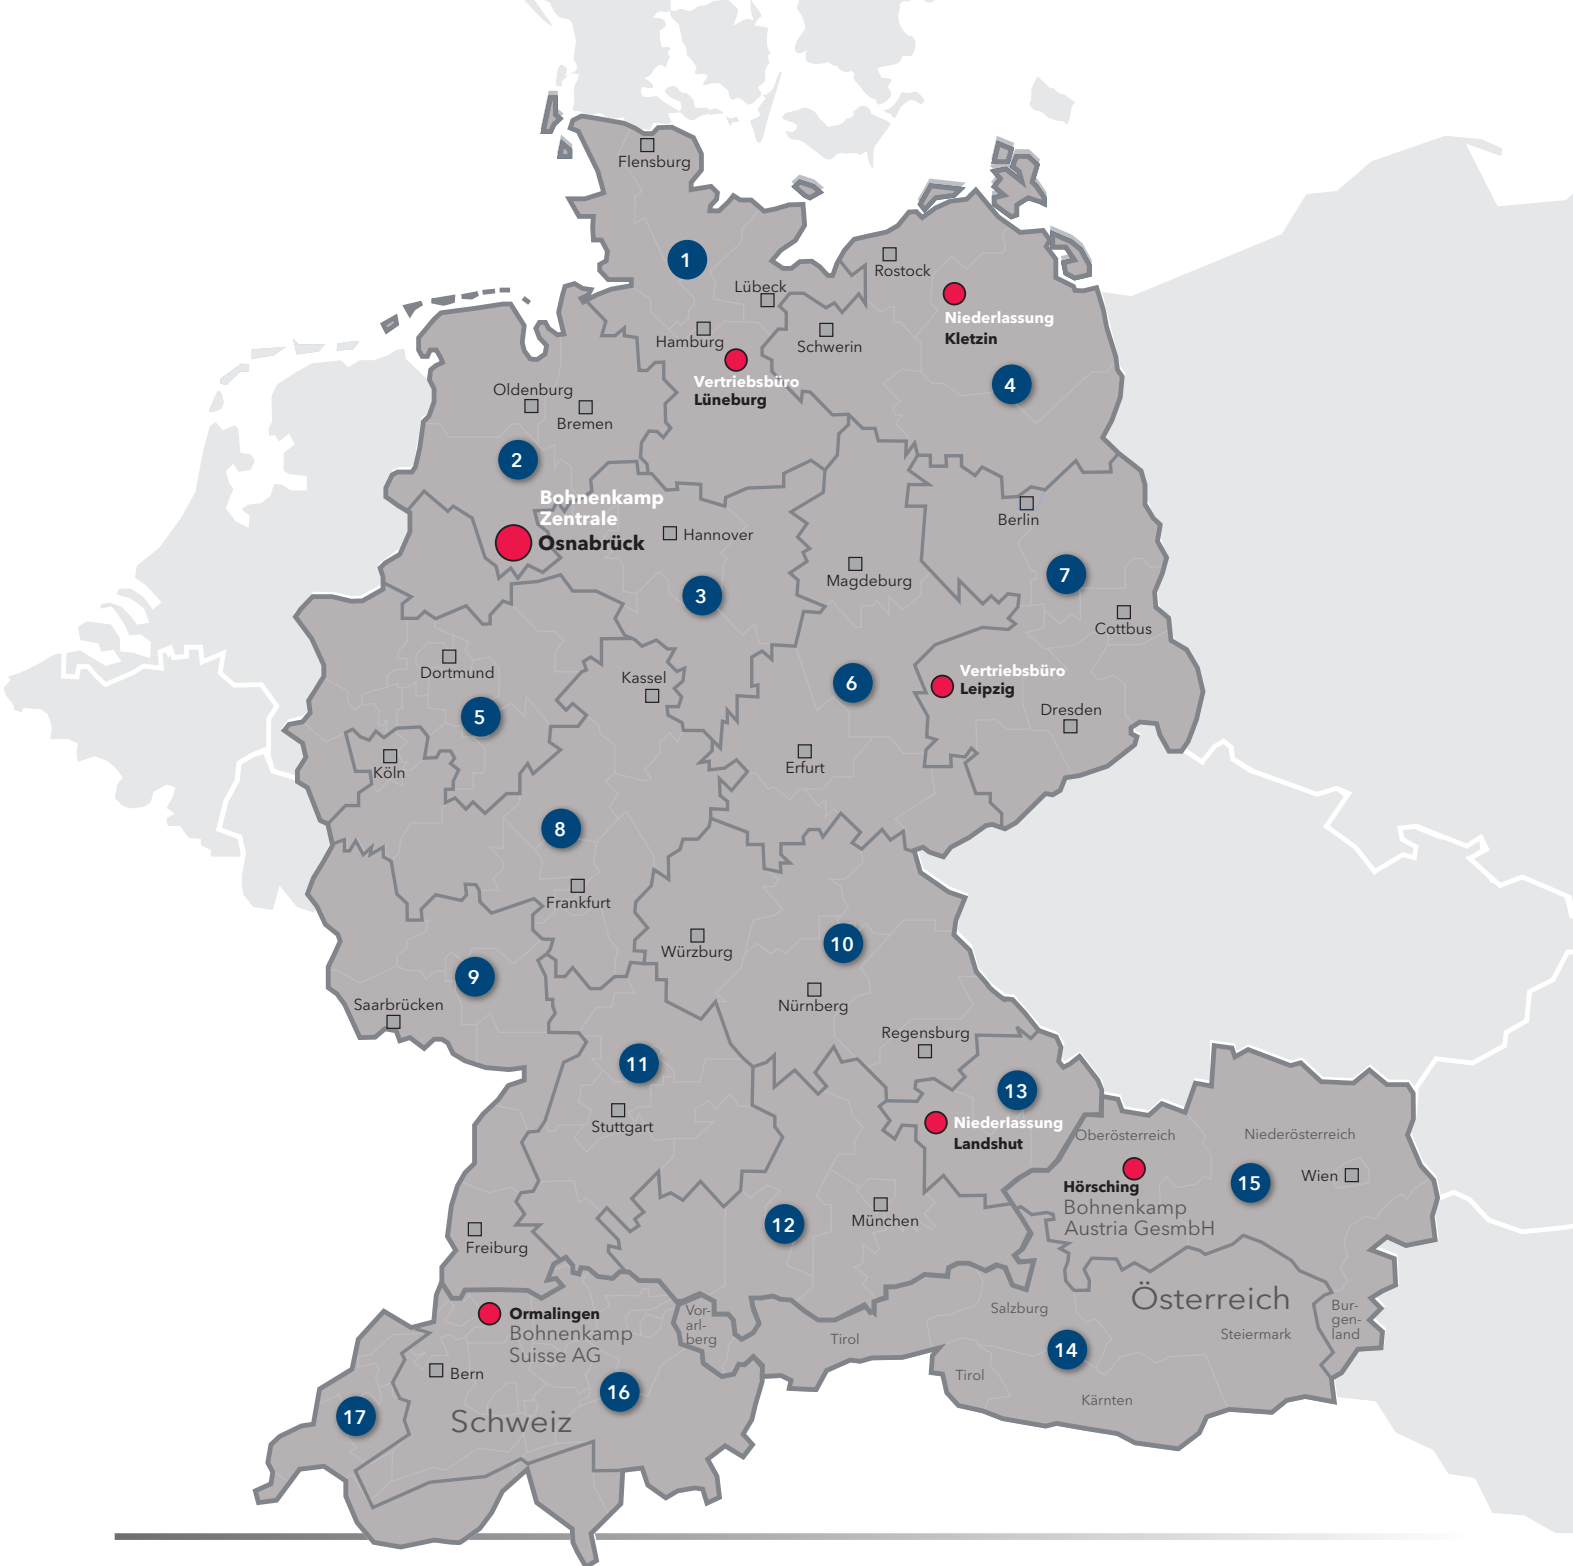 Flensburg
1
Rostock
Lübeck
Niederlassung
Kletzin
Hamburg
Schwerin
Vertriebsbüro
Lüneburg
4
Oldenburg
Bremen
2
Bohnenkamp
Zentrale
Osnabrück
Hannover
Berlin
Magdeburg
7
3
Cottbus
Dortmund
Kassel
6
Vertriebsbüro
Leipzig
5
Dresden
Köln
Erfurt
8
Frankfurt
Würzburg
10
9
Nürnberg
Saarbrücken
Regensburg
11
13
Stuttgart
Niederlassung
Landshut
Oberösterreich
Niederösterreich
Wien
15
Hörsching
Bohnenkamp
Austria GesmbH
12
München
Freiburg
Ormalingen
Bohnenkamp
Suisse AG
Vor-
arl-
berg
Tirol
Salzburg
Österreich
Steiermark
Bur-
gen-
land
14
Tirol
Kärnten
Bern
16
17
Schweiz